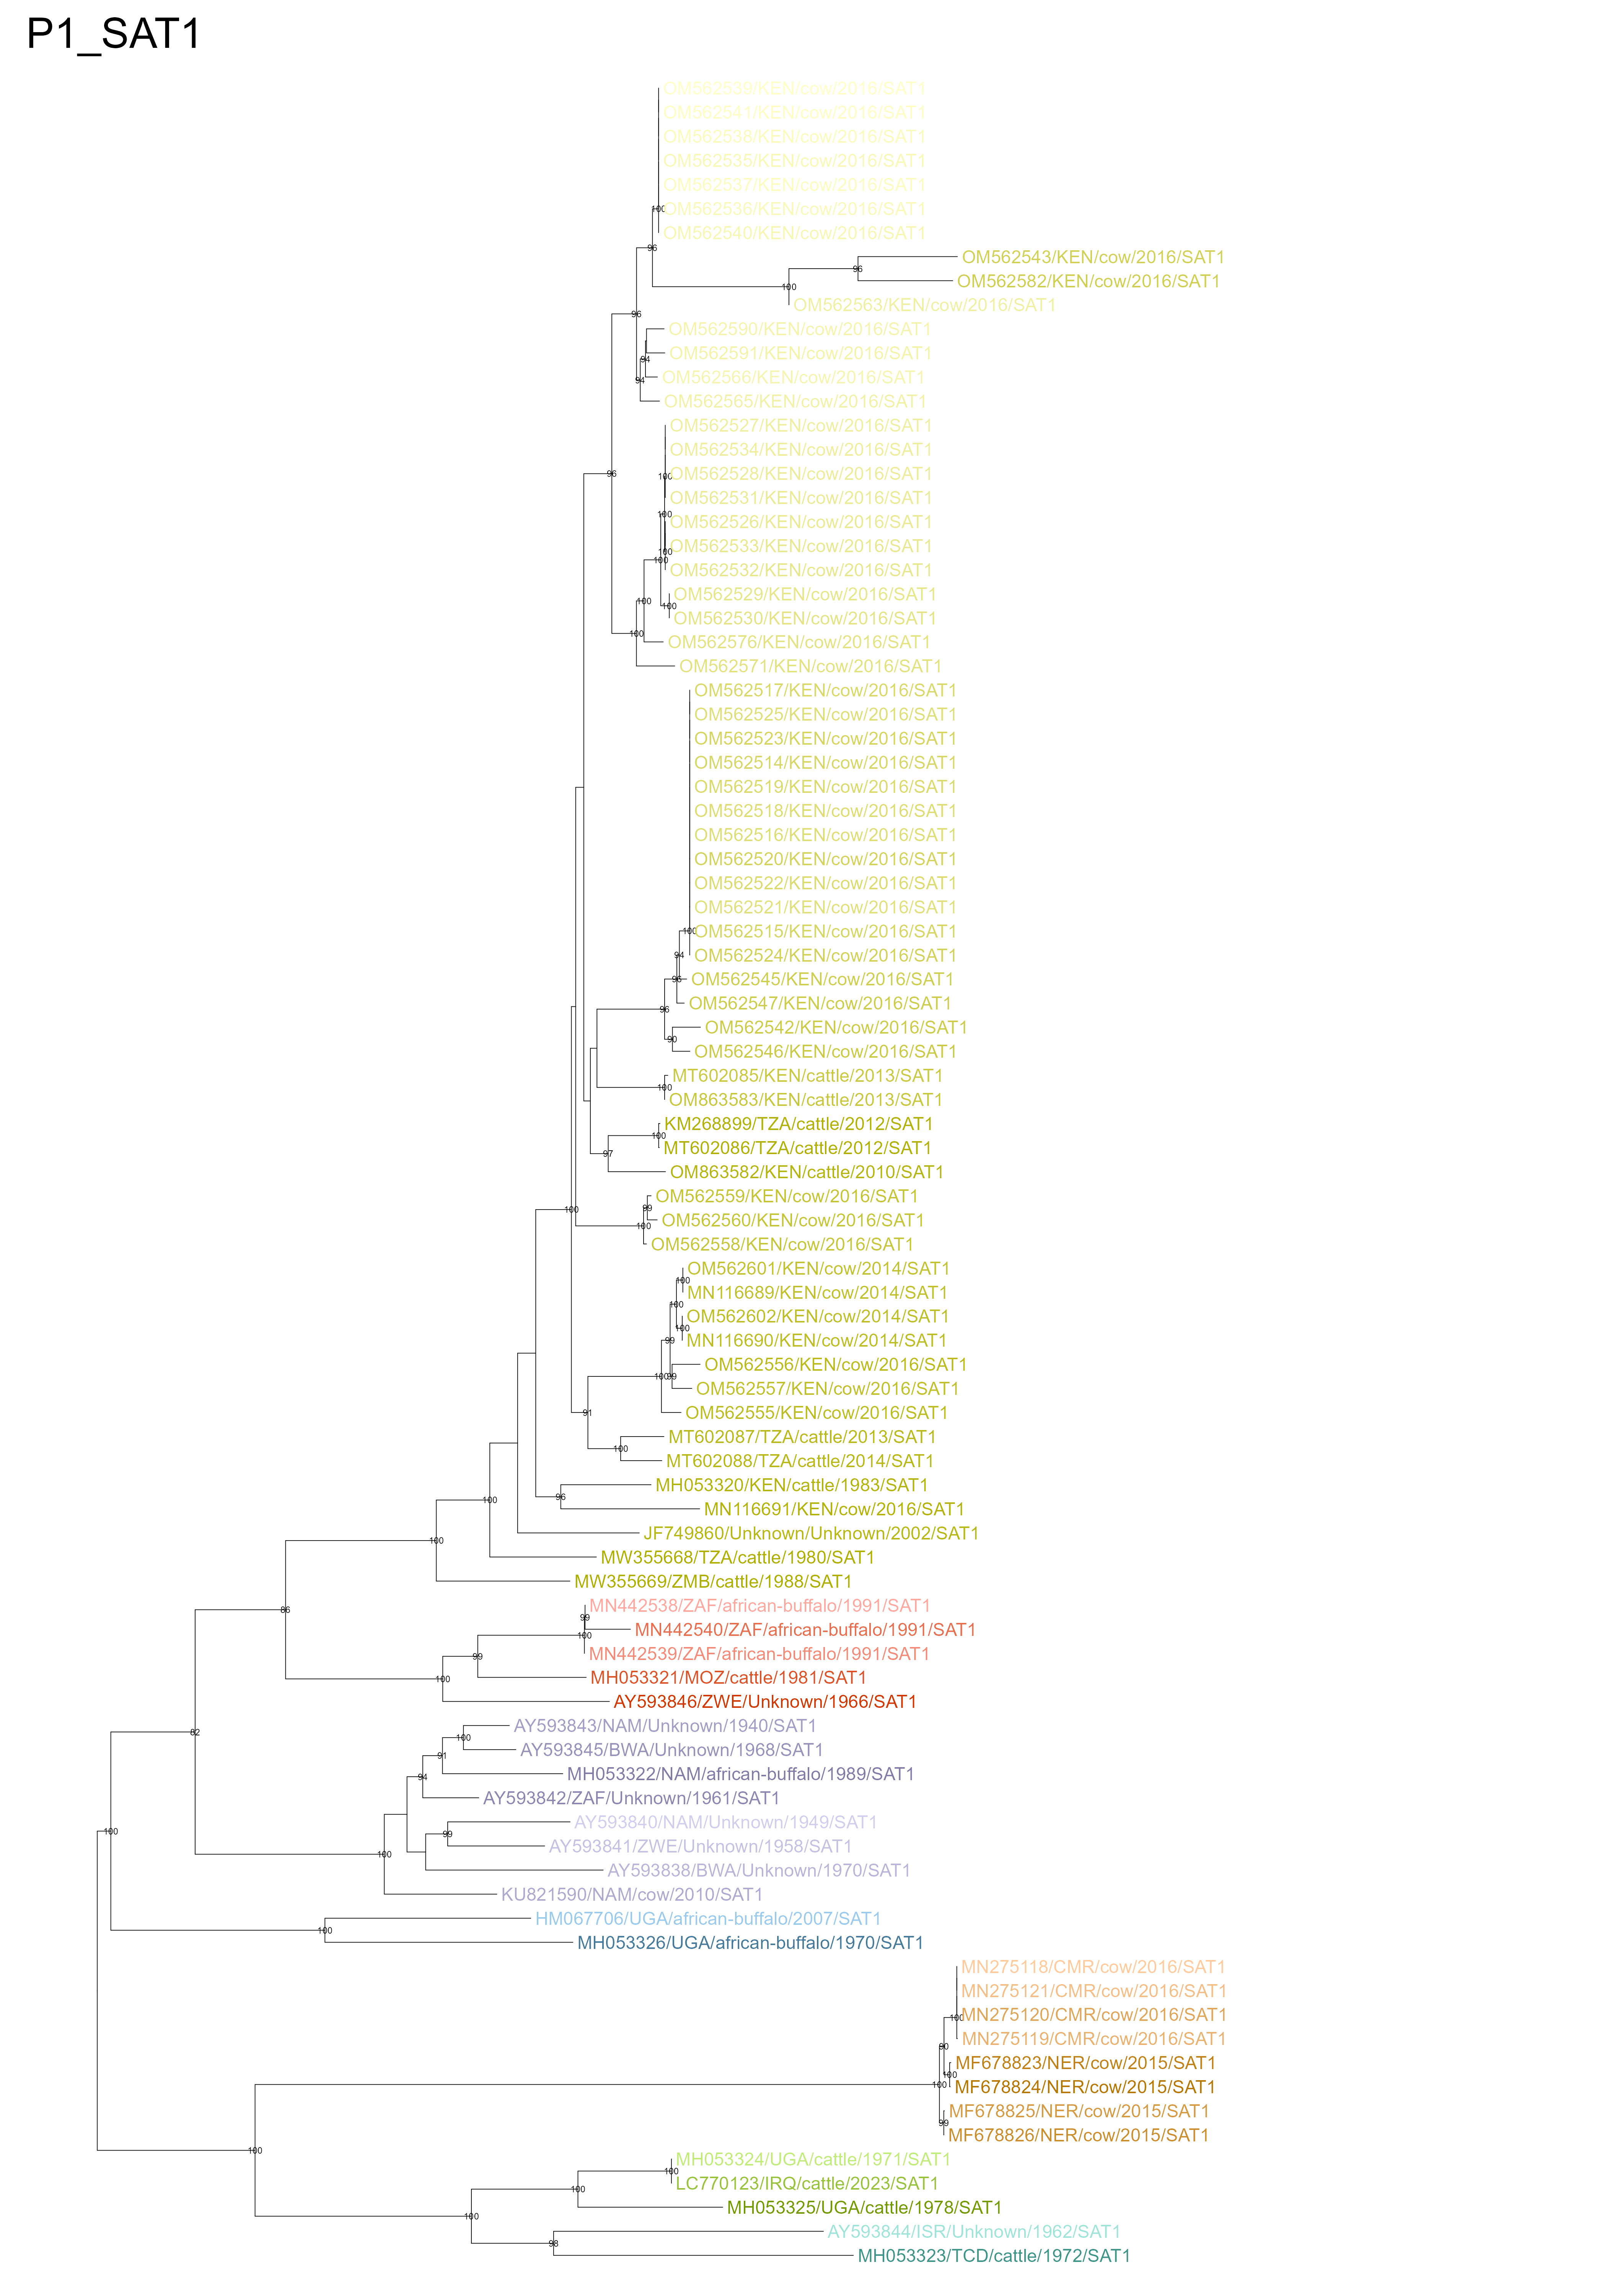 P1_SAT1
OM562539/KEN/cow/2016/SAT1
OM562541/KEN/cow/2016/SAT1
OM562538/KEN/cow/2016/SAT1
OM562535/KEN/cow/2016/SAT1
OM562537/KEN/cow/2016/SAT1
100
OM562536/KEN/cow/2016/SAT1
OM562540/KEN/cow/2016/SAT1
96
OM562543/KEN/cow/2016/SAT1
96
OM562582/KEN/cow/2016/SAT1
100
OM562563/KEN/cow/2016/SAT1
96
OM562590/KEN/cow/2016/SAT1
OM562591/KEN/cow/2016/SAT1
94
OM562566/KEN/cow/2016/SAT1
94
OM562565/KEN/cow/2016/SAT1
OM562527/KEN/cow/2016/SAT1
OM562534/KEN/cow/2016/SAT1
96
100
OM562528/KEN/cow/2016/SAT1
OM562531/KEN/cow/2016/SAT1
100
OM562526/KEN/cow/2016/SAT1
OM562533/KEN/cow/2016/SAT1
100
100
OM562532/KEN/cow/2016/SAT1
OM562529/KEN/cow/2016/SAT1
100
100
OM562530/KEN/cow/2016/SAT1
100
OM562576/KEN/cow/2016/SAT1
OM562571/KEN/cow/2016/SAT1
OM562517/KEN/cow/2016/SAT1
OM562525/KEN/cow/2016/SAT1
OM562523/KEN/cow/2016/SAT1
OM562514/KEN/cow/2016/SAT1
OM562519/KEN/cow/2016/SAT1
OM562518/KEN/cow/2016/SAT1
OM562516/KEN/cow/2016/SAT1
OM562520/KEN/cow/2016/SAT1
OM562522/KEN/cow/2016/SAT1
OM562521/KEN/cow/2016/SAT1
100
OM562515/KEN/cow/2016/SAT1
94
OM562524/KEN/cow/2016/SAT1
96
OM562545/KEN/cow/2016/SAT1
OM562547/KEN/cow/2016/SAT1
96
OM562542/KEN/cow/2016/SAT1
90
OM562546/KEN/cow/2016/SAT1
MT602085/KEN/cattle/2013/SAT1
100
OM863583/KEN/cattle/2013/SAT1
KM268899/TZA/cattle/2012/SAT1
100
MT602086/TZA/cattle/2012/SAT1
97
OM863582/KEN/cattle/2010/SAT1
OM562559/KEN/cow/2016/SAT1
99
100
OM562560/KEN/cow/2016/SAT1
100
OM562558/KEN/cow/2016/SAT1
OM562601/KEN/cow/2014/SAT1
100
MN116689/KEN/cow/2014/SAT1
100
OM562602/KEN/cow/2014/SAT1
100
MN116690/KEN/cow/2014/SAT1
99
OM562556/KEN/cow/2016/SAT1
100
99
OM562557/KEN/cow/2016/SAT1
91
OM562555/KEN/cow/2016/SAT1
MT602087/TZA/cattle/2013/SAT1
100
MT602088/TZA/cattle/2014/SAT1
MH053320/KEN/cattle/1983/SAT1
100
96
MN116691/KEN/cow/2016/SAT1
JF749860/Unknown/Unknown/2002/SAT1
100
MW355668/TZA/cattle/1980/SAT1
MW355669/ZMB/cattle/1988/SAT1
86
MN442538/ZAF/african-buffalo/1991/SAT1
99
MN442540/ZAF/african-buffalo/1991/SAT1
100
MN442539/ZAF/african-buffalo/1991/SAT1
99
100
MH053321/MOZ/cattle/1981/SAT1
AY593846/ZWE/Unknown/1966/SAT1
82
AY593843/NAM/Unknown/1940/SAT1
100
AY593845/BWA/Unknown/1968/SAT1
91
MH053322/NAM/african-buffalo/1989/SAT1
94
AY593842/ZAF/Unknown/1961/SAT1
AY593840/NAM/Unknown/1949/SAT1
100
99
AY593841/ZWE/Unknown/1958/SAT1
100
AY593838/BWA/Unknown/1970/SAT1
KU821590/NAM/cow/2010/SAT1
HM067706/UGA/african-buffalo/2007/SAT1
100
MH053326/UGA/african-buffalo/1970/SAT1
MN275118/CMR/cow/2016/SAT1
MN275121/CMR/cow/2016/SAT1
100
MN275120/CMR/cow/2016/SAT1
MN275119/CMR/cow/2016/SAT1
90
MF678823/NER/cow/2015/SAT1
100
100
MF678824/NER/cow/2015/SAT1
MF678825/NER/cow/2015/SAT1
99
MF678826/NER/cow/2015/SAT1
100
MH053324/UGA/cattle/1971/SAT1
100
LC770123/IRQ/cattle/2023/SAT1
100
MH053325/UGA/cattle/1978/SAT1
100
AY593844/ISR/Unknown/1962/SAT1
98
MH053323/TCD/cattle/1972/SAT1